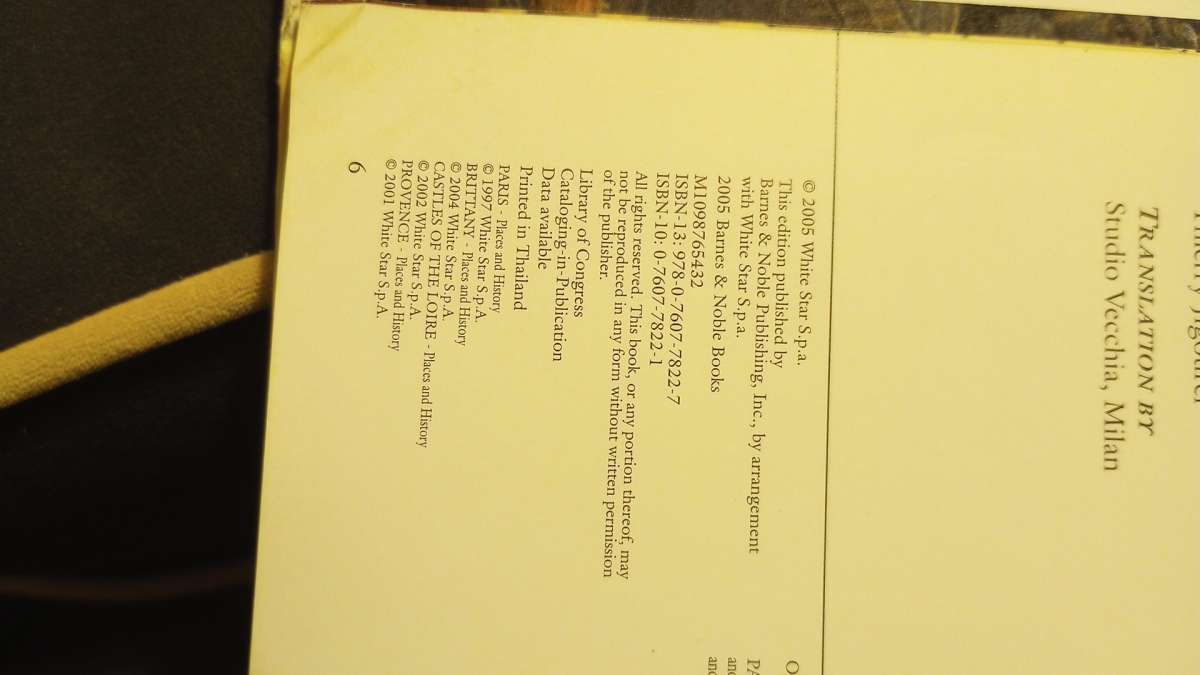 TRANSLATION BY
Studio Vecchia, Milan
© 2005 White Star S.p.a.
This edition published by
Barnes & Noble Publishing, Inc., by arrangement
with White Star S.p.a.
2005 Barnes & Noble Books
M1098765432
ISBN-13: 978-0-7607-7822-7
ISBN-10: 0-7607-7822-1
All rights reserved. This book, or any portion thereof, may
not be reproduced in any form without written permission
of the publisher.
Library of Congress
Cataloging-in-Publication
Data available
Printed in Thailand
PARIS - Places and History
© 1997 White Star S.p.A.
BRITTANY - Places and History
© 2004 White Star S.p.A.
CASTLES OF THE LOIRE - Places and History
© 2002 White Star S.p.A.
PROVENCE - Places and History
© 2001 White Star S.p.A.
6